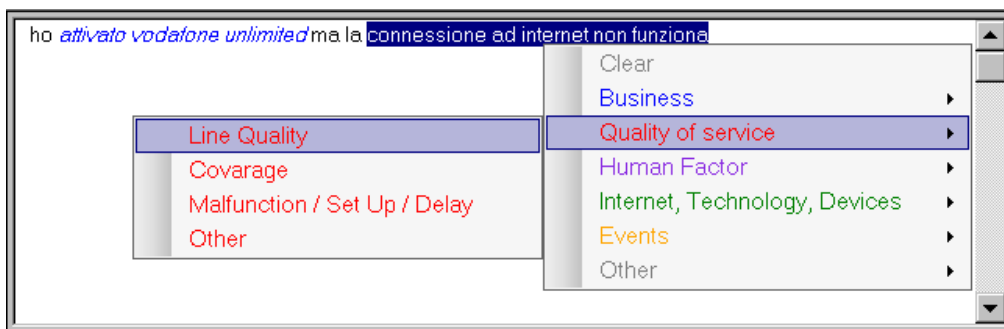 ho attivato vodafone unlimited ma la connessione ad internet non funziona
Clear
Business
Quality of service
Human Factor
Internet, Technology, Devices
Events
Other
Line Quality
Covarage
Malfunction / Set Up / Delay
Other